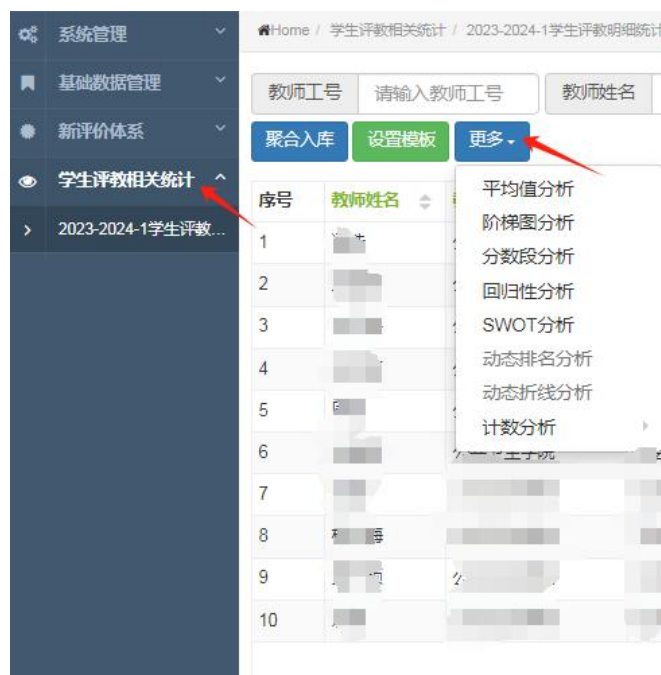 系统管理
基础数据管理
新评价体系
学生评教相关统计
2023-2024-1学生评教...
Home / 学生评教相关统计 / 2023-2024-1学生评教明细统计
教师工号 请输入教师工号 教师姓名
聚合入库 设置模板 更多
序号 教师姓名
平均值分析
阶梯图分析
分数段分析
回归性分析
SWOT分析
动态排名分析
动态折线分析
计数分析
1
2
3
4
5
6
7
8
9
10